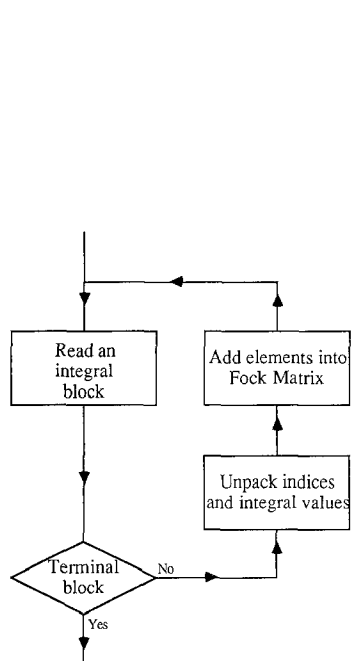 Read an
integral
block
Add elements into
Fock Matrix
Unpack indices
and integral values
Terminal
block
No
Yes